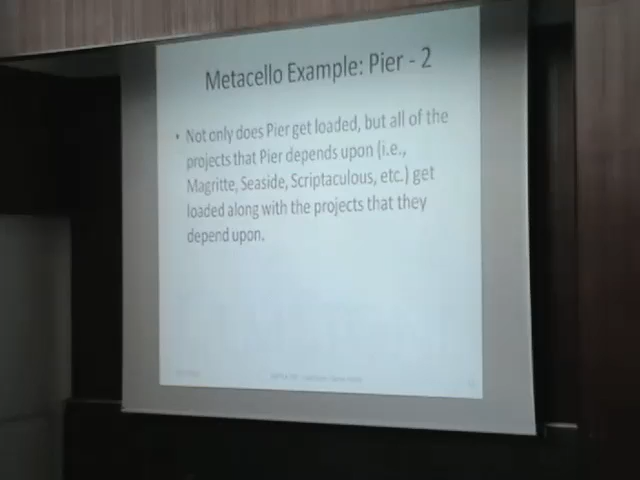 Metacello Example: Pier - 2
• Not only does Pier get loaded, but all of the
projects that Pier depends upon (i.e.,
Magritte, Seaside, Scriptaculous, etc.) get
loaded along with the projects that they
depend upon.